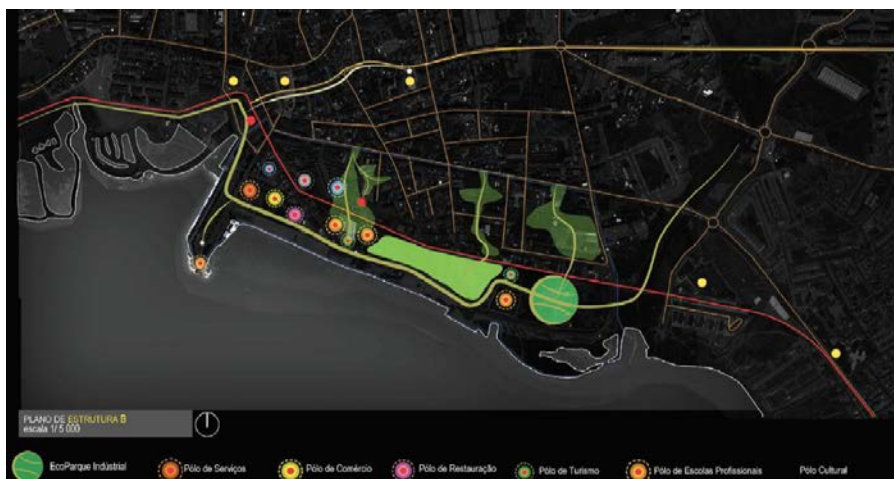 PLANO DE ESTRUTURA B
escala 1/ 5 000
EcoParque Indústrial
Pólo de Serviços
Pólo de Comércio
Pólo de Restauração
Pólo de Turismo
Pólo de Escolas Profissionais
Pólo Cultural